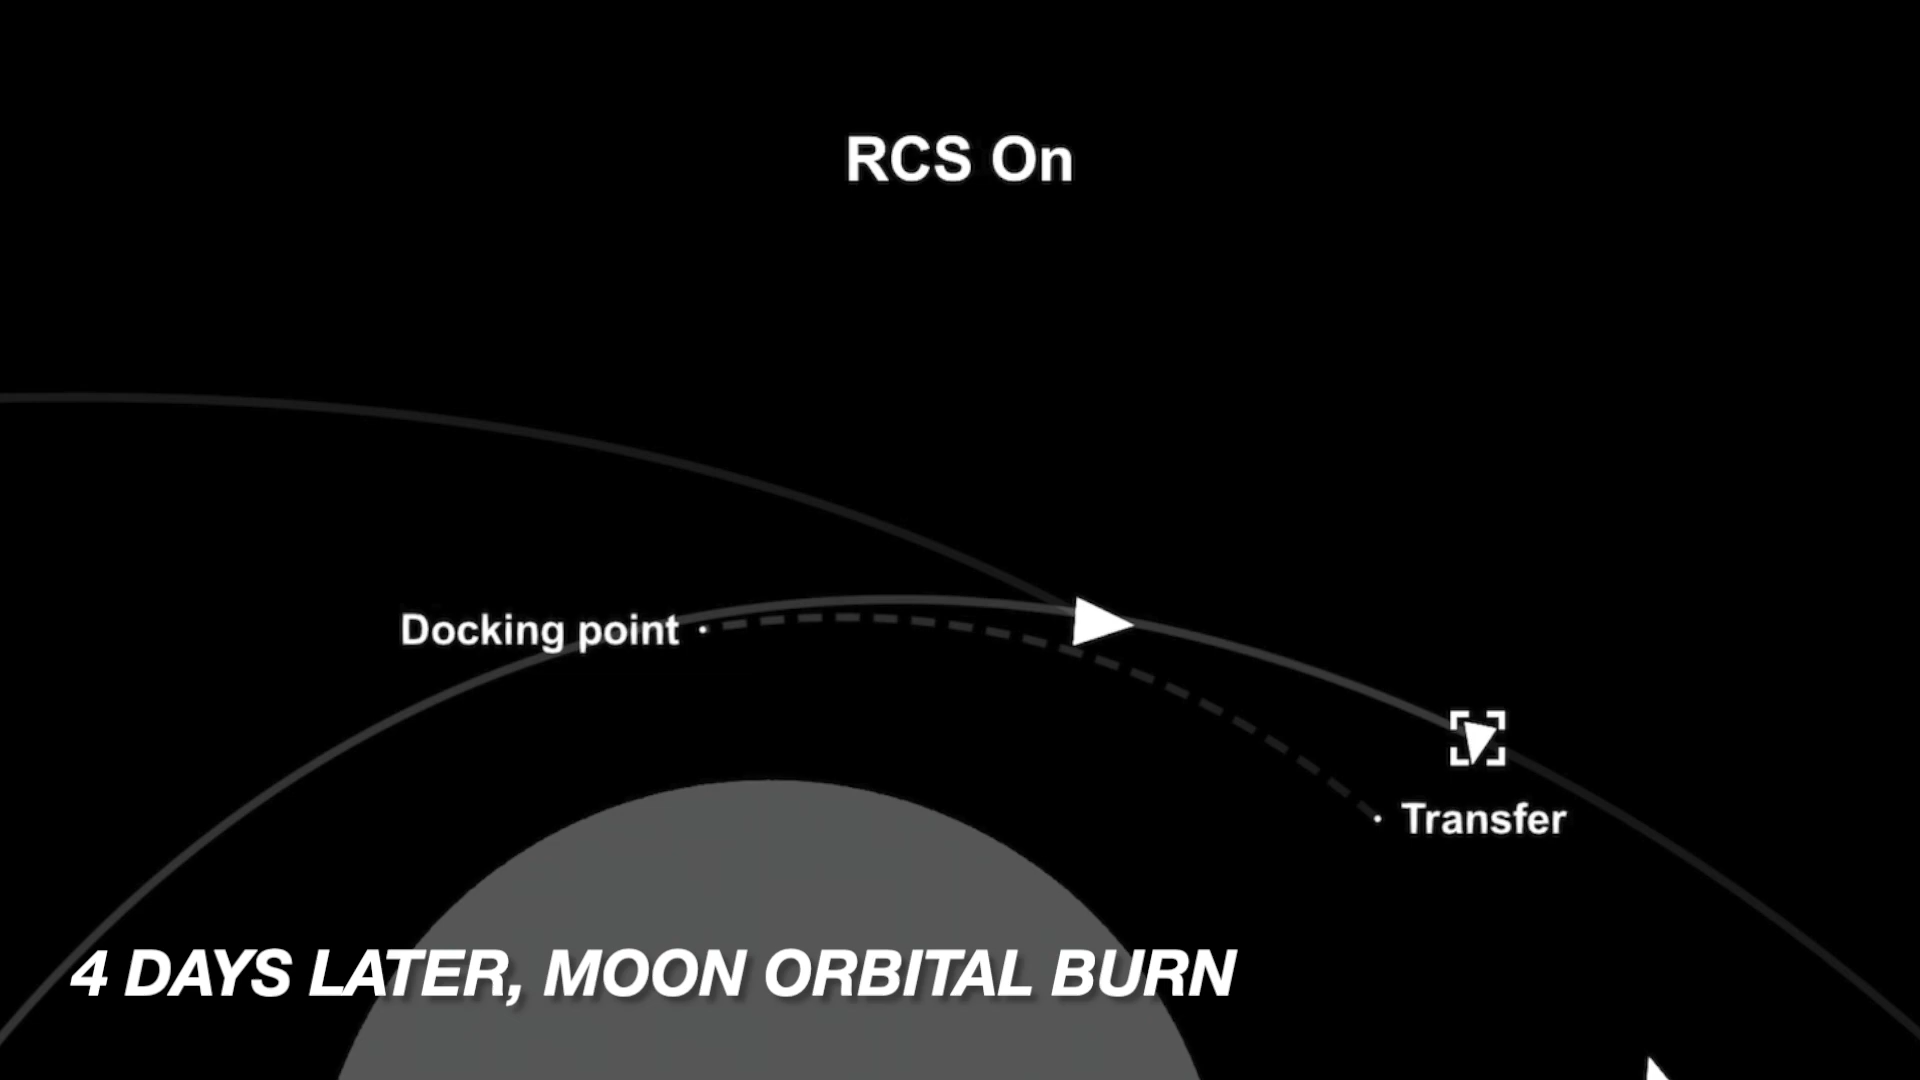 RCS On
Docking point
Transfer
4 DAYS LATER, MOON ORBITAL BURN